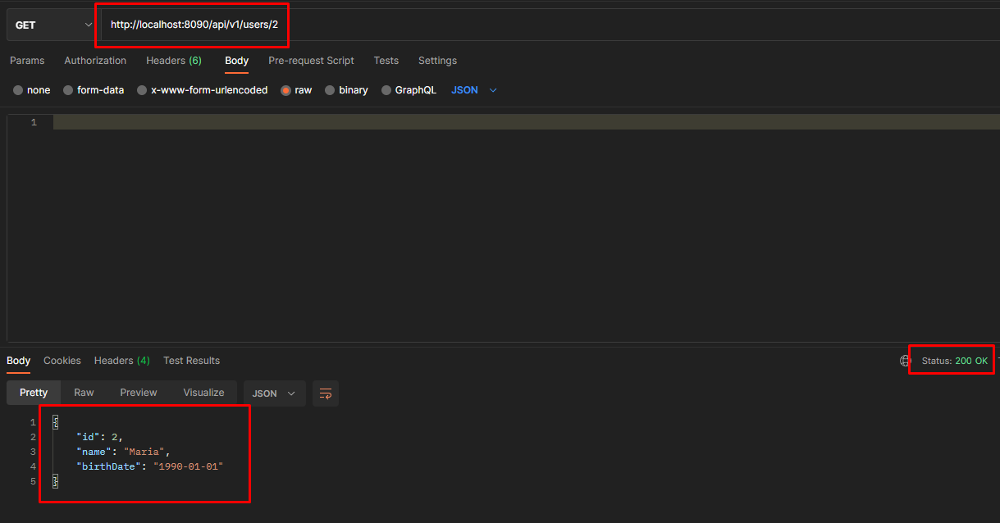 GET http://localhost:8090/api/v1/users/2
Params Authorization Headers (6) Body Pre-request Script Tests Settings
none form-data x-www-form-urlencoded raw binary GraphQL JSON
1
Body Cookies Headers (4) Test Results Status: 200 OK
Pretty Raw Preview Visualize JSON
1 {
2 "id": 2,
3 "name": "Maria",
4 "birthDate": "1990-01-01"
5 }